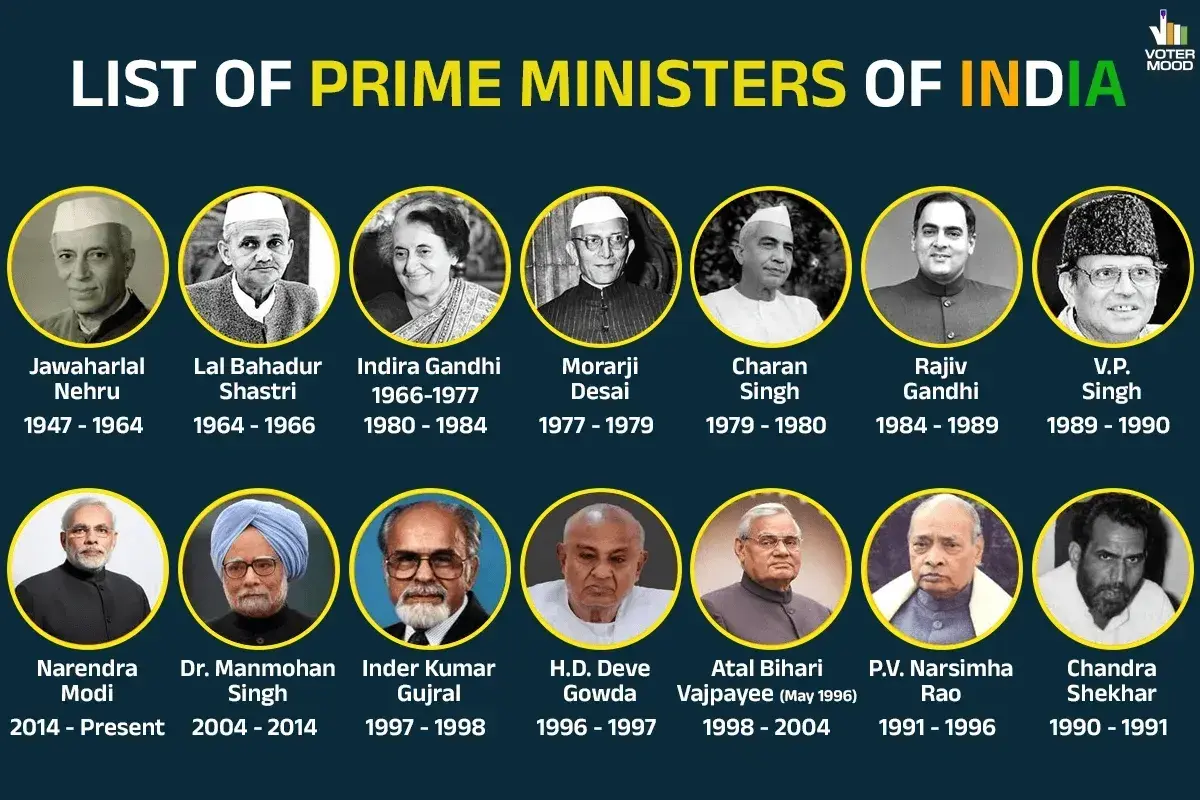 VOTER
MOOD
LIST OF PRIME MINISTERS OF INDIA
Jawaharlal
Nehru
1947 - 1964
Lal Bahadur
Shastri
1964 - 1966
Indira Gandhi
1966-1977
1980 - 1984
Morarji
Desai
1977 - 1979
Charan
Singh
1979 - 1980
Rajiv
Gandhi
1984 - 1989
V.P.
Singh
1989 - 1990
Narendra
Modi
2014 - Present
Dr. Manmohan
Singh
2004 - 2014
Inder Kumar
Gujral
1997 - 1998
H.D. Deve
Gowda
1996 - 1997
Atal Bihari
Vajpayee (May 1996)
1998 - 2004
P.V. Narsimha
Rao
1991 - 1996
Chandra
Shekhar
1990 - 1991